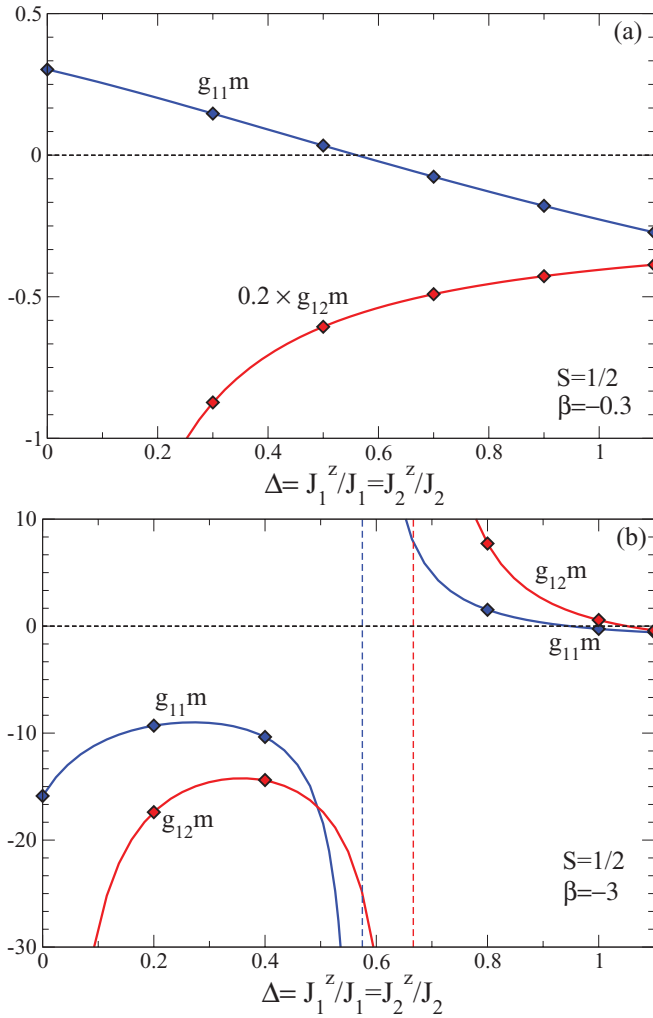 (a)
0.5
g₁₁m
0
-0.5
0.2 × g₁₂m
S=1/2
β=−0.3
-1
0 0.2 0.4 0.6 0.8 1
Δ= J₁ᶻ/J₁=J₂ᶻ/J₂
10
(b)
g₁₂m
0
g₁₁m
g₁₁m
-10
g₁₂m
-20
S=1/2
β=−3
-30
0 0.2 0.4 0.6 0.8 1
Δ= J₁ᶻ/J₁=J₂ᶻ/J₂